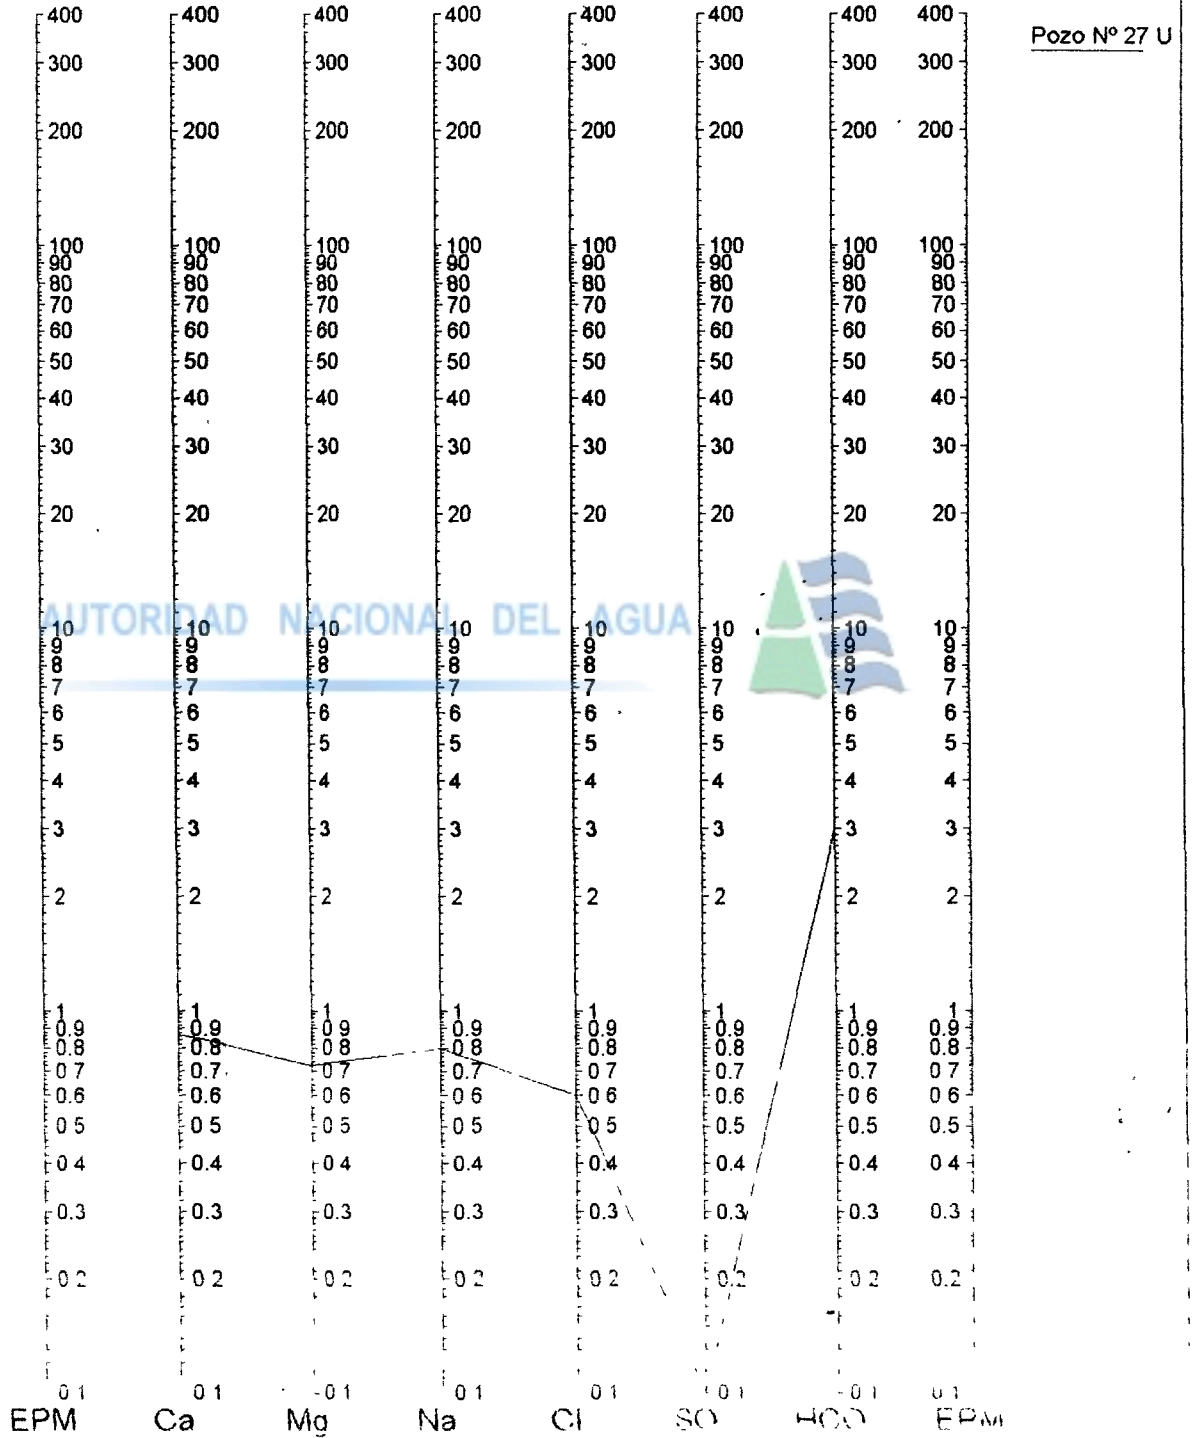 400 400 400 400 400 400 400 400
Pozo Nº 27 U
300 300 300 300 300 300 300 300
200 200 200 200 200 200 200 200
100 100 100 100 100 100 100 100
90 90 90 90 90 90 90 90
80 80 80 80 80 80 80 80
70 70 70 70 70 70 70 70
60 60 60 60 60 60 60 60
50 50 50 50 50 50 50 50
40 40 40 40 40 40 40 40
30 30 30 30 30 30 30 30
20 20 20 20 20 20 20 20
AUTORIDAD NACIONAL DEL AGUA
10 10 10 10 10 10 10 10
9 9 9 9 9 9 9 9
8 8 8 8 8 8 8 8
7 7 7 7 7 7 7 7
6 6 6 6 6 6 6 6
5 5 5 5 5 5 5 5
4 4 4 4 4 4 4 4
3 3 3 3 3 3 3 3
2 2 2 2 2 2 2 2
1 1 1 1 1 1 1 1
0.9 0.9 0.9 0.9 0.9 0.9 0.9 0.9
0.8 0.8 0.8 0.8 0.8 0.8 0.8 0.8
0.7 0.7 0.7 0.7 0.7 0.7 0.7 0.7
0.6 0.6 0.6 0.6 0.6 0.6 0.6 0.6
0.5 0.5 0.5 0.5 0.5 0.5 0.5 0.5
0.4 0.4 0.4 0.4 0.4 0.4 0.4 0.4
0.3 0.3 0.3 0.3 0.3 0.3 0.3 0.3
0.2 0.2 0.2 0.2 0.2 0.2 0.2 0.2
0.1 0.1 0.1 0.1 0.1 0.1 0.1 0.1
EPM Ca Mg Na Cl SO HCO EPM